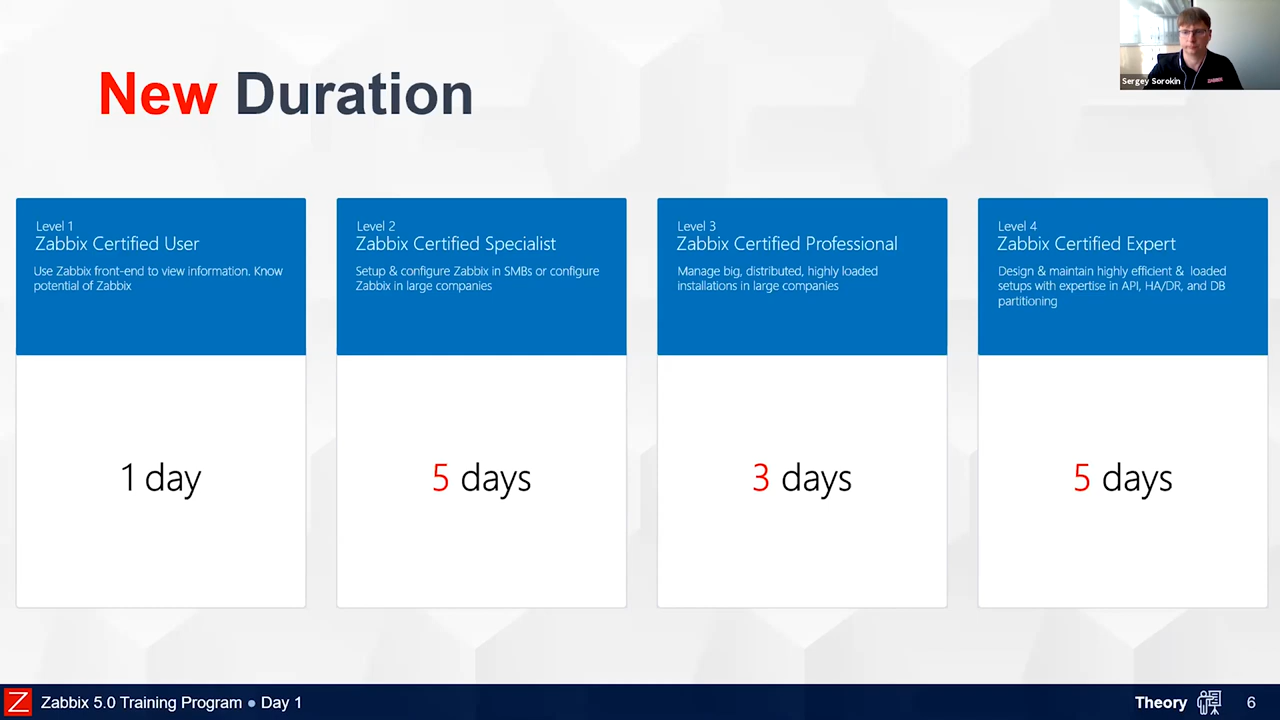 New Duration
Sergey Sorokin
ZABBIX
Level 1
Zabbix Certified User
Use Zabbix front-end to view information. Know
potential of Zabbix
1 day
Level 2
Zabbix Certified Specialist
Setup & configure Zabbix in SMBs or configure
Zabbix in large companies
5 days
Level 3
Zabbix Certified Professional
Manage big, distributed, highly loaded
installations in large companies
3 days
Level 4
Zabbix Certified Expert
Design & maintain highly efficient & loaded
setups with expertise in API, HA/DR, and DB
partitioning
5 days
Z Zabbix 5.0 Training Program • Day 1
Theory 6